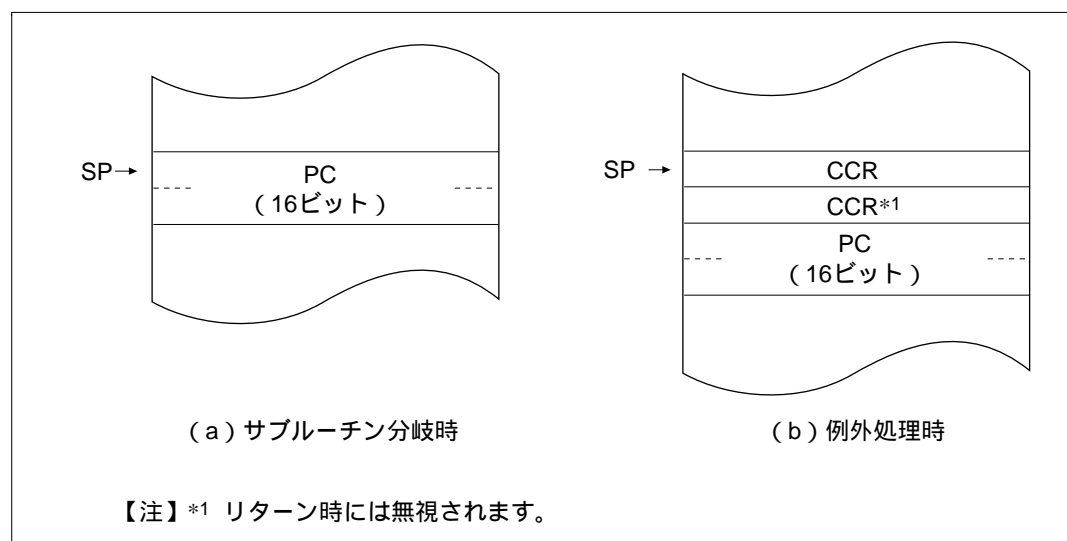 SP→
PC
（16ビット）
SP →
CCR
CCR*1
PC
（16ビット）
（a）サブルーチン分岐時
（b）例外処理時
【注】*1 リターン時には無視されます。